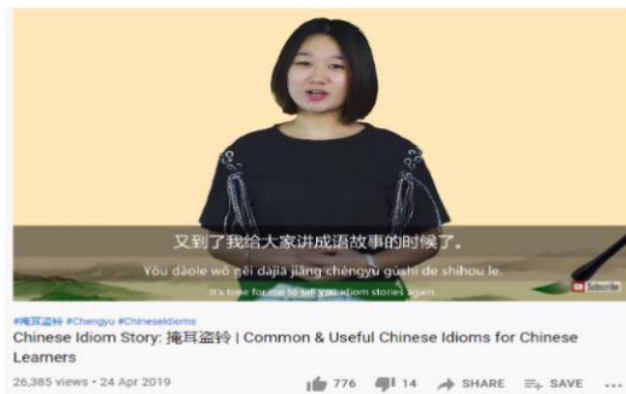 又到了我给大家讲成语故事的时候了。
Yòu dàole wǒ gěi dàjiā jiǎng chéngyǔ gùshì de shíhou le.
It's time for me to tell you idiom stories again.
Subscribe
#掩耳盗铃 #Chengyu #ChineseIdioms
Chinese Idiom Story: 掩耳盗铃 | Common & Useful Chinese Idioms for Chinese
Learners
26,385 views • 24 Apr 2019 776 14 SHARE SAVE ...